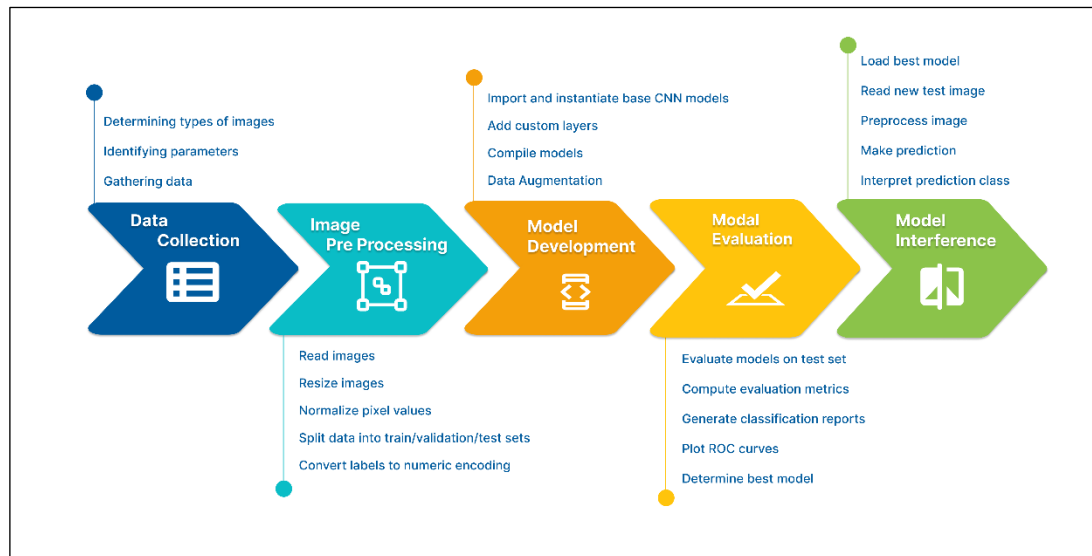 Determining types of images
Identifying parameters
Gathering data
Data
Collection
Image
Pre Processing
Read images
Resize images
Normalize pixel values
Split data into train/validation/test sets
Convert labels to numeric encoding
Import and instantiate base CNN models
Add custom layers
Compile models
Data Augmentation
Model
Development
Modal
Evaluation
Evaluate models on test set
Compute evaluation metrics
Generate classification reports
Plot ROC curves
Determine best model
Load best model
Read new test image
Preprocess image
Make prediction
Interpret prediction class
Model
Interference